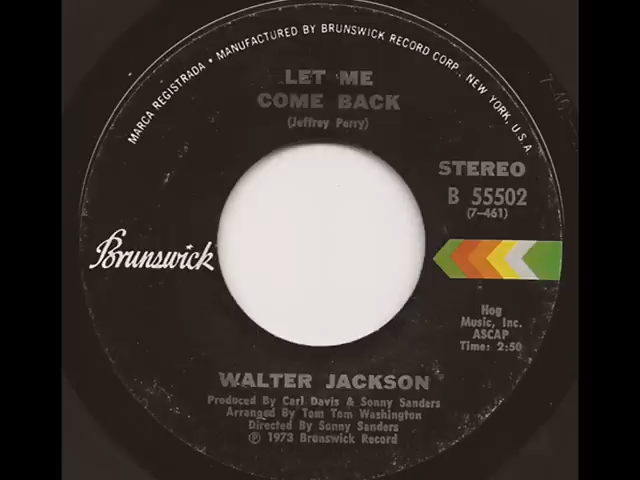 MARCA REGISTRADA • MANUFACTURED BY BRUNSWICK RECORD CORP., NEW YORK, U.S.A.
LET ME
COME BACK
(Jeffrey Perry)
STEREO
B 55502
(7-461)
Brunswick
Hog
Music, Inc.
ASCAP
Time: 2:50
WALTER JACKSON
Produced By Carl Davis & Sonny Sanders
Arranged By Tom Tom Washington
Directed By Sonny Sanders
Ⓟ 1973 Brunswick Record